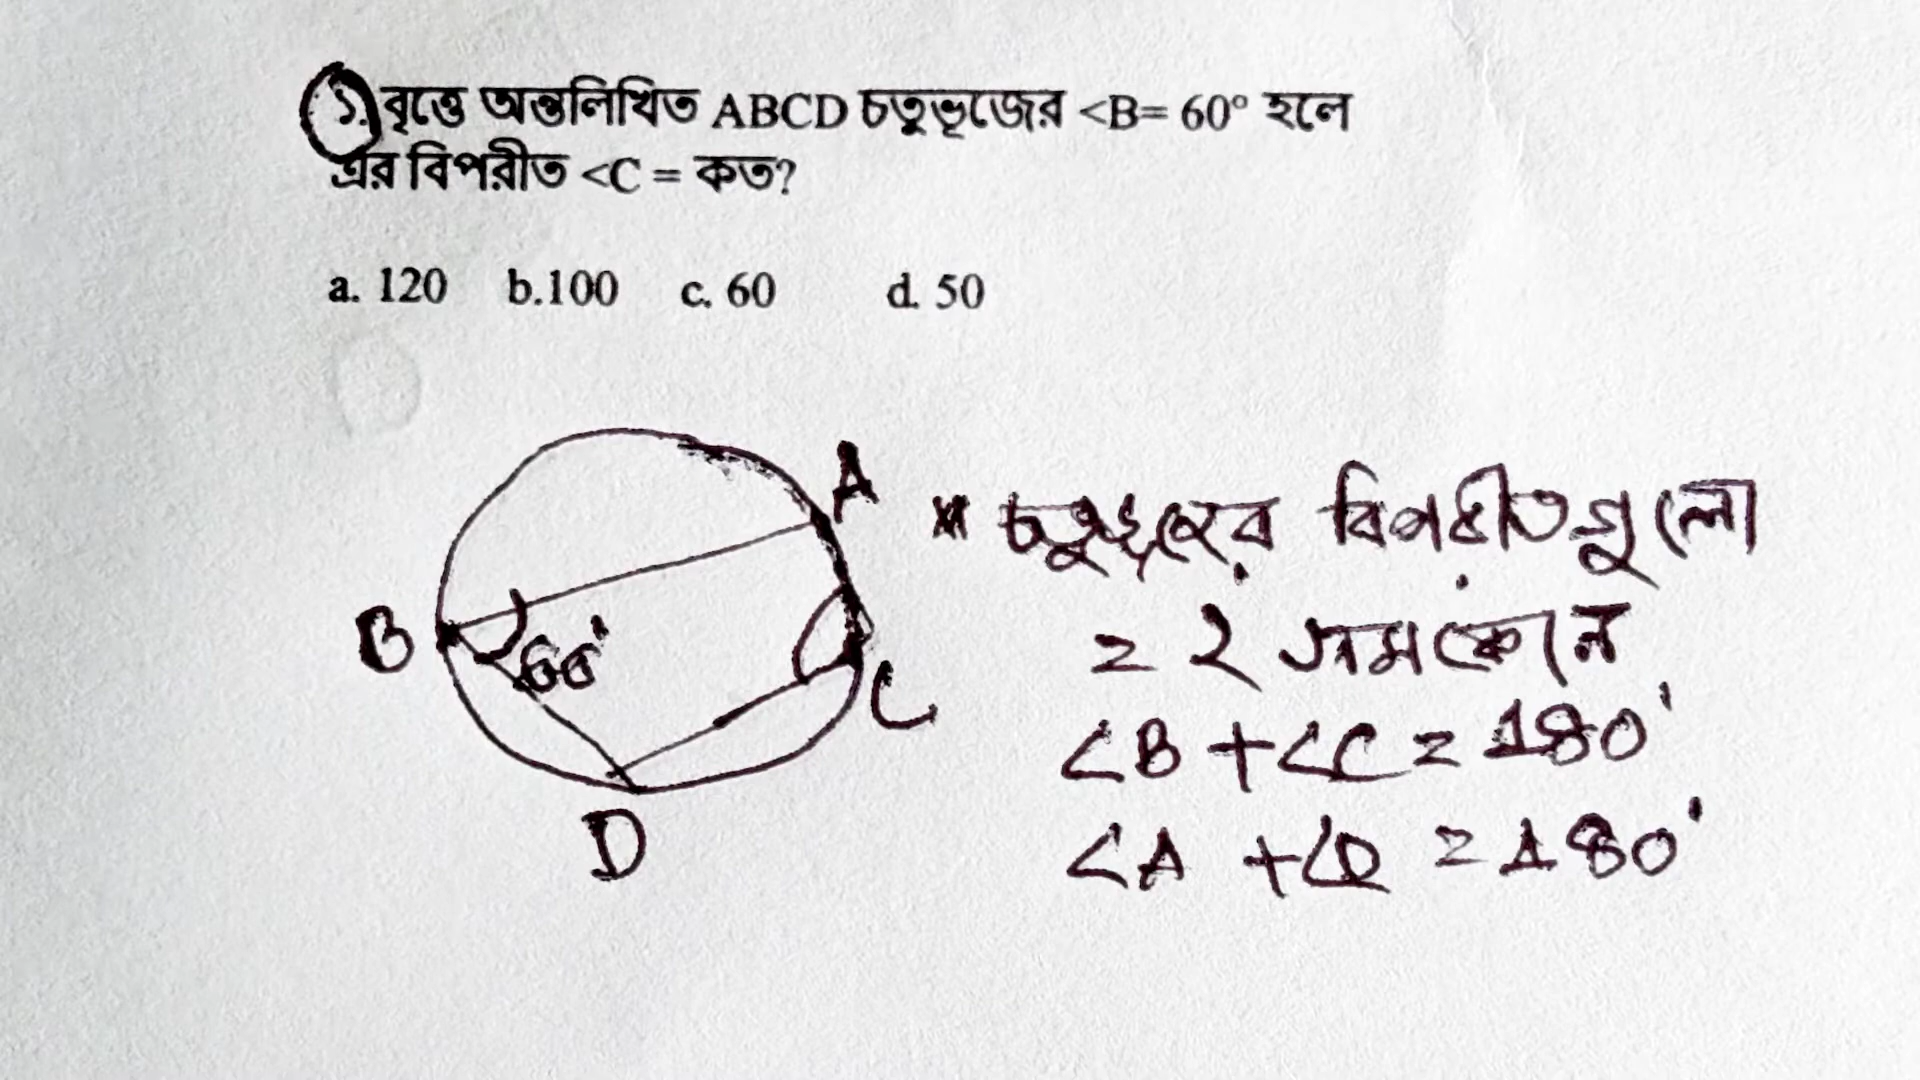 ১. বৃত্তে অন্তলিখিত ABCD চতুভৃজের <B= 60° হলে
এর বিপরীত <C = কত?
a. 120 b.100 c. 60 d. 50
A
B
60°
C
D
* চতুর্ভুজের বিপরীতগুলো
= ২ সমকোন
∠B + ∠C = 180°
∠A + ∠D = 180°